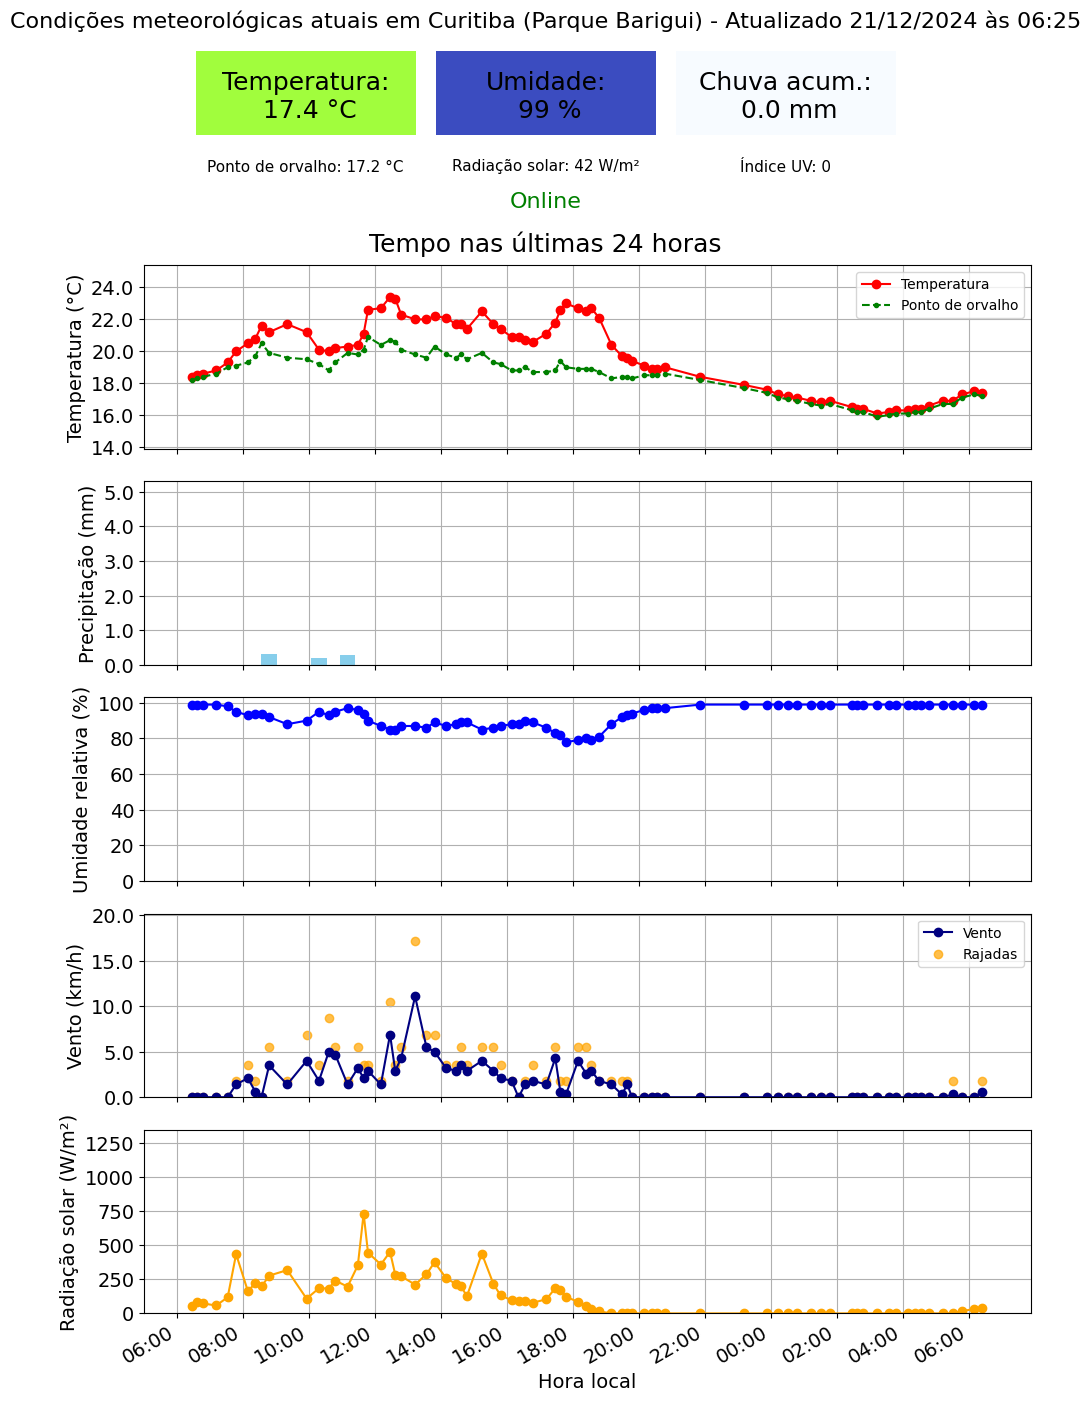 Condições meteorológicas atuais em Curitiba (Parque Barigui) - Atualizado 21/12/2024 às 06:25
Temperatura:
17.4 °C
Umidade:
99 %
Chuva acum.:
0.0 mm
Ponto de orvalho: 17.2 °C
Radiação solar: 42 W/m²
Índice UV: 0
Online
Tempo nas últimas 24 horas
Temperatura (°C)
24.0
22.0
20.0
18.0
16.0
14.0
Temperatura
Ponto de orvalho
Precipitação (mm)
5.0
4.0
3.0
2.0
1.0
0.0
Umidade relativa (%)
100
80
60
40
20
0
Vento (km/h)
20.0
15.0
10.0
5.0
0.0
Vento
Rajadas
Radiação solar (W/m²)
1250
1000
750
500
250
0
06:00
08:00
10:00
12:00
14:00
16:00
18:00
20:00
22:00
00:00
02:00
04:00
06:00
Hora local